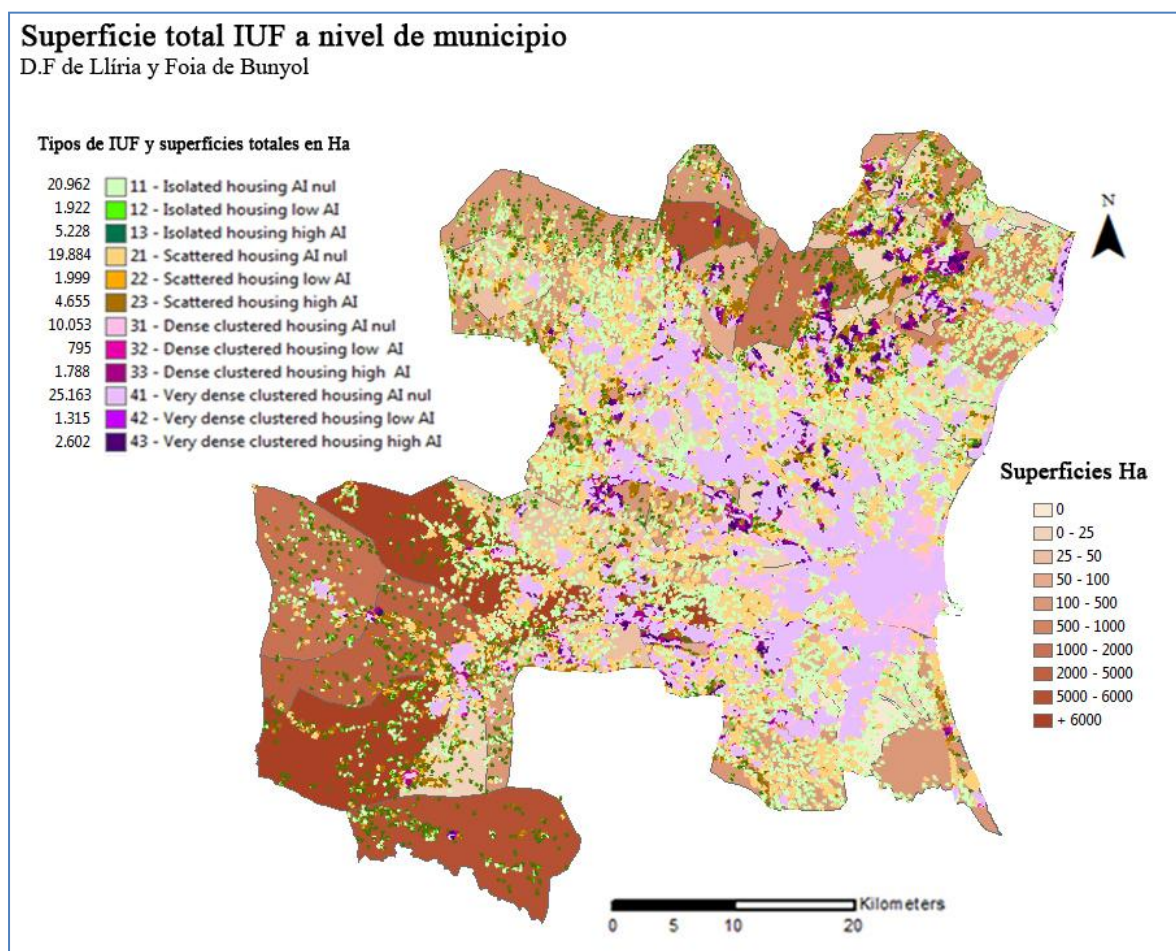 Superficie total IUF a nivel de municipio
D.F de Llíria y Foia de Bunyol
Tipos de IUF y superfícies totales en Ha
20.962 11 - Isolated housing AI nul
1.922 12 - Isolated housing low AI
5.228 13 - Isolated housing high AI
19.884 21 - Scattered housing AI nul
1.999 22 - Scattered housing low AI
4.655 23 - Scattered housing high AI
10.053 31 - Dense clustered housing AI nul
795 32 - Dense clustered housing low AI
1.788 33 - Dense clustered housing high AI
25.163 41 - Very dense clustered housing AI nul
1.315 42 - Very dense clustered housing low AI
2.602 43 - Very dense clustered housing high AI
N
Superfícies Ha
0
0 - 25
25 - 50
50 - 100
100 - 500
500 - 1000
1000 - 2000
2000 - 5000
5000 - 6000
+ 6000
Kilometers
0 5 10 20